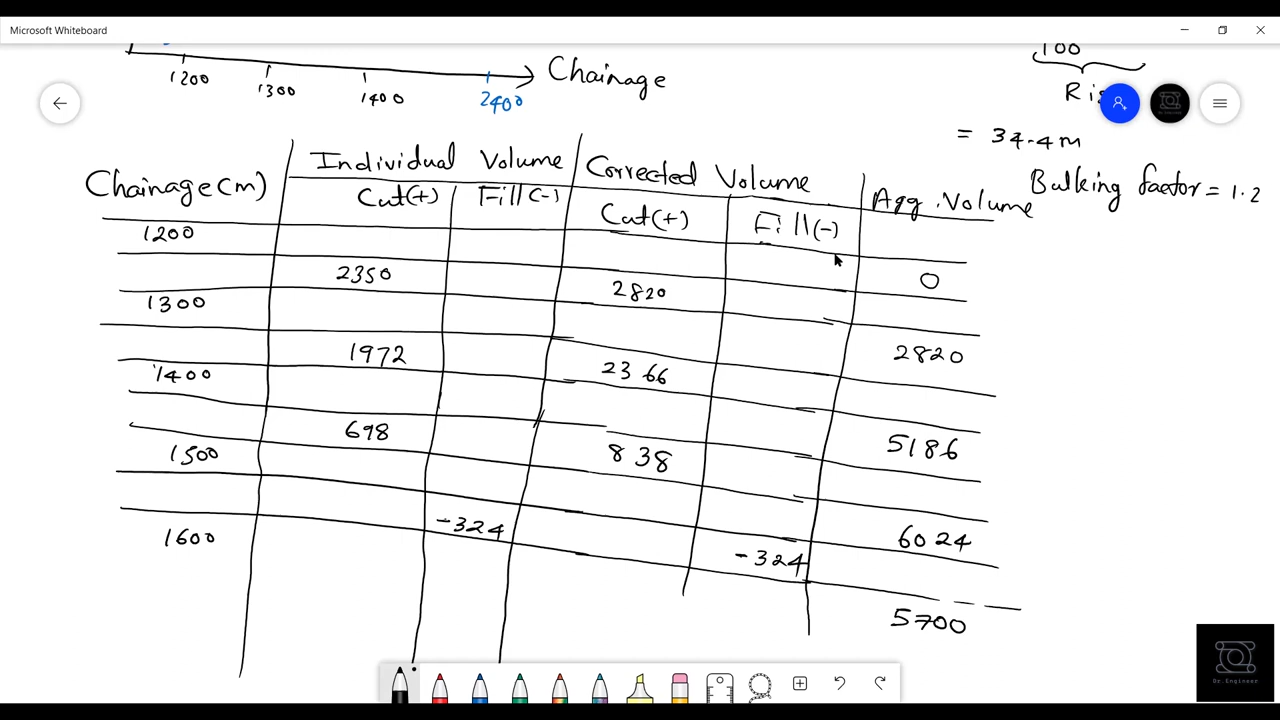 Microsoft Whiteboard
100
1200 1300 1400 2400 Chainage
= 34.4m
Bulking factor = 1.2
Chainage(m) Individual Volume Corrected Volume Agg. Volume
Cut(+) Fill(-) Cut(+) Fill(-)
1200 0
2350 2820
1300 2820
1972 2366
1400 5186
698 838
1500 6024
-324 -324
1600 5700
Dr.Engineer